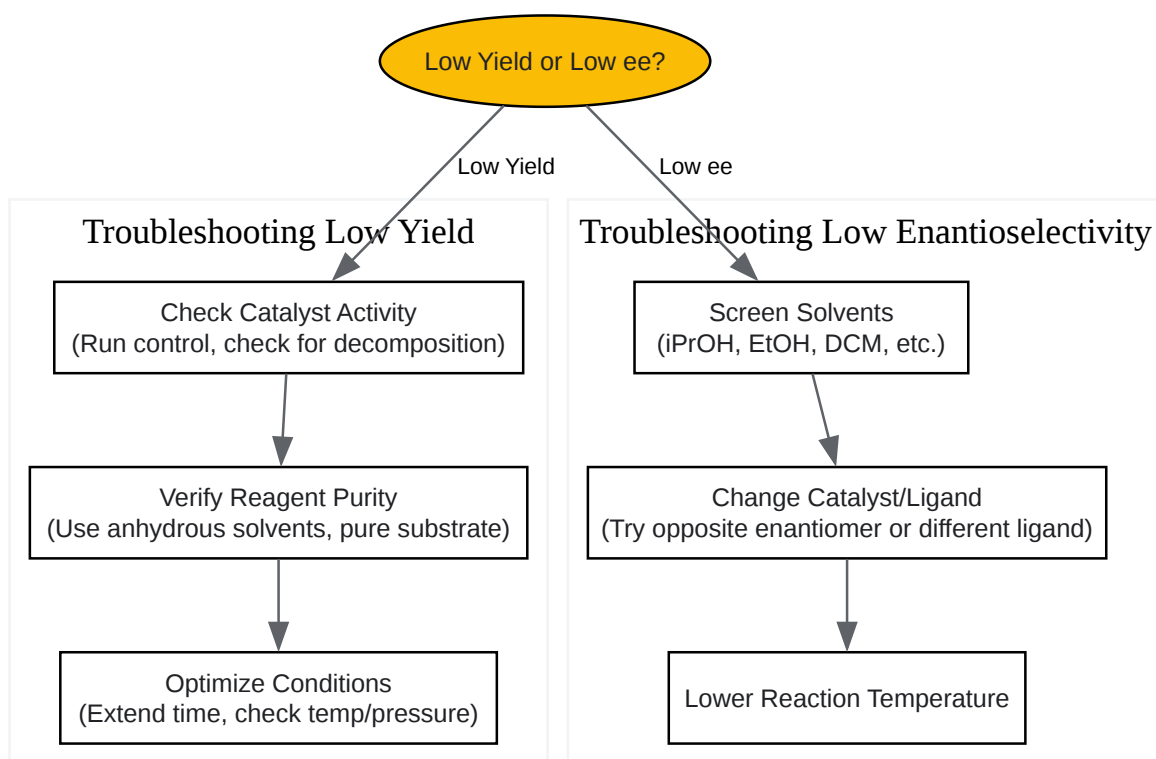 Low Yield or Low ee?
Low Yield
Low ee
Troubleshooting Low Yield
Check Catalyst Activity
(Run control, check for decomposition)
Verify Reagent Purity
(Use anhydrous solvents, pure substrate)
Optimize Conditions
(Extend time, check temp/pressure)
Troubleshooting Low Enantioselectivity
Screen Solvents
(iPrOH, EtOH, DCM, etc.)
Change Catalyst/Ligand
(Try opposite enantiomer or different ligand)
Lower Reaction Temperature